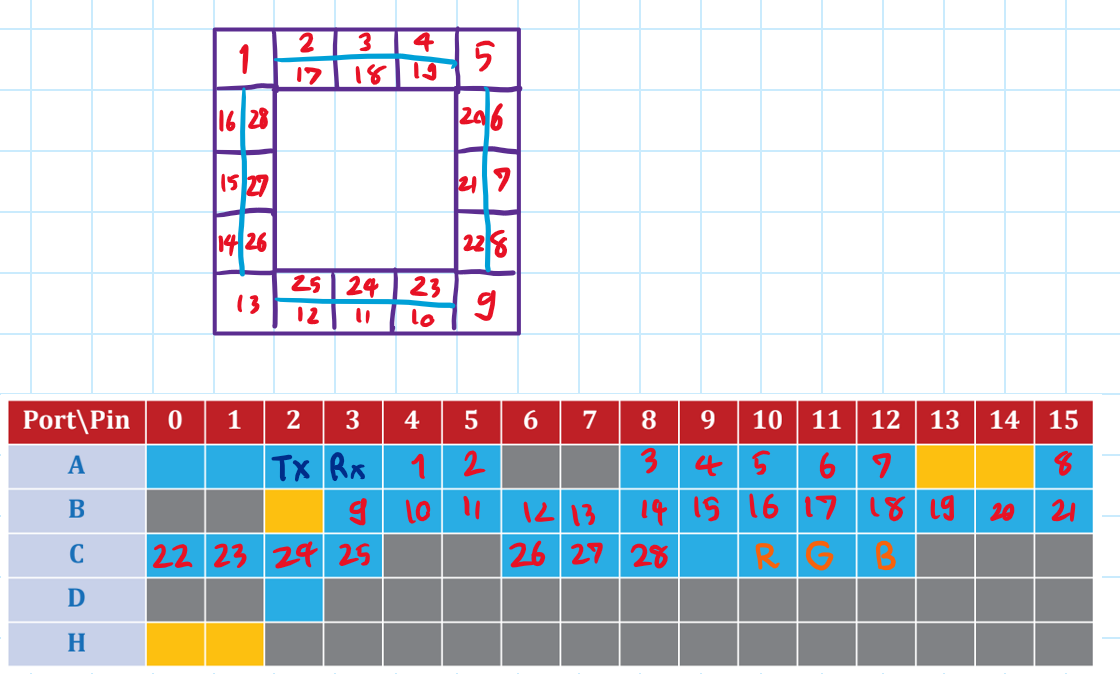 1 2 3 4 5
17 18 19
16 28 20 6
15 27 21 7
14 26 22 8
25 24 23
13 12 11 10 9
Port\Pin 0 1 2 3 4 5 6 7 8 9 10 11 12 13 14 15
A Tx Rx 1 2 3 4 5 6 7 8
B 9 10 11 12 13 14 15 16 17 18 19 20 21
C 22 23 24 25 26 27 28 R G B
D
H